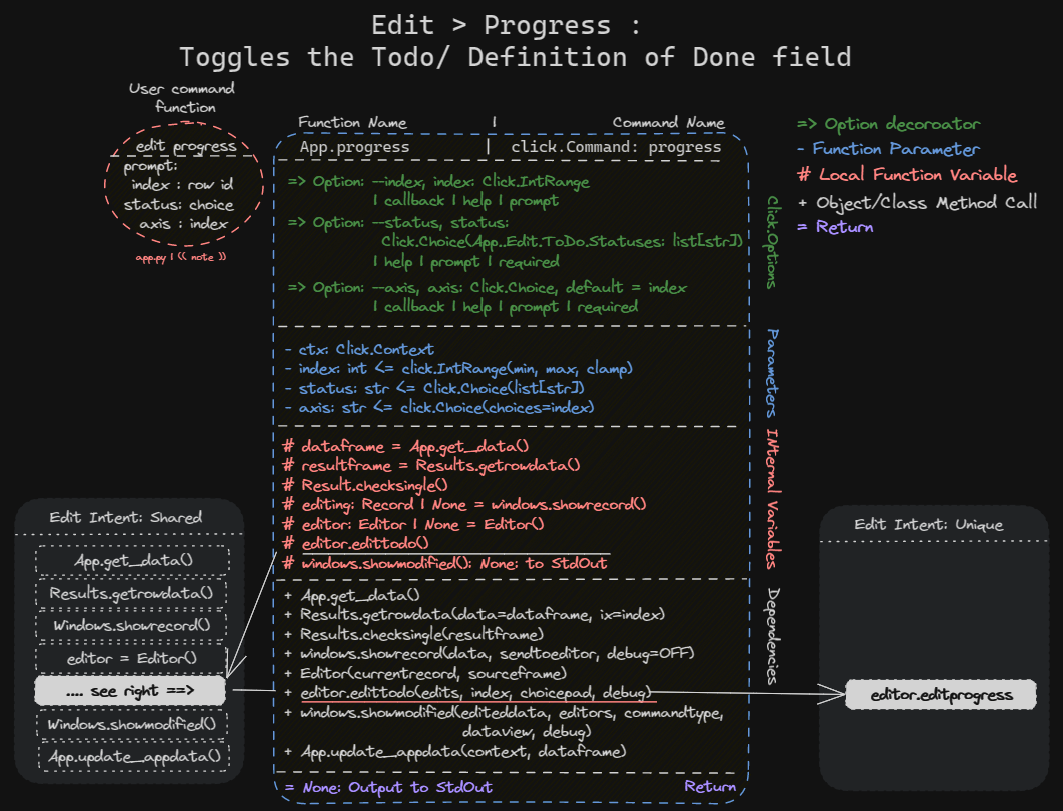 Edit > Progress :
Toggles the Todo/ Definition of Done field
User command
function
edit progress
prompt:
index : row id
status: choice
axis : index
app.py | (( note ))
Function Name | Command Name
App.progress | click.Command: progress
=> Option: --index, index: Click.IntRange
| callback | help | prompt
=> Option: --status, status:
Click.Choice(App..Edit.ToDo.Statuses: list[str])
| help | prompt | required
=> Option: --axis, axis: Click.Choice, default = index
| callback | help | prompt | required
Click.Options
- ctx: Click.Context
- index: int <= click.IntRange(min, max, clamp)
- status: str <= Click.Choice(list[str])
- axis: str <= click.Choice(choices=index)
Parameters
# dataframe = App.get_data()
# resultframe = Results.getrowdata()
# Result.checksingle()
# editing: Record | None = windows.showrecord()
# editor: Editor | None = Editor()
# editor.edittodo()
# windows.showmodified(): None: to StdOut
INternal Variables
+ App.get_data()
+ Results.getrowdata(data=dataframe, ix=index)
+ Results.checksingle(resultframe)
+ windows.showrecord(data, sendtoeditor, debug=OFF)
+ Editor(currentrecord, sourceframe)
+ editor.edittodo(edits, index, choicepad, debug)
+ windows.showmodified(editeddata, editors, commandtype,
dataview, debug)
+ App.update_appdata(context, dataframe)
Dependencies
= None: Output to StdOut Return
=> Option decoroator
- Function Parameter
# Local Function Variable
+ Object/Class Method Call
= Return
Edit Intent: Shared
App.get_data()
Results.getrowdata()
Windows.showrecord()
editor = Editor()
.... see right ==>
Windows.showmodified()
App.update_appdata()
Edit Intent: Unique
editor.editprogress